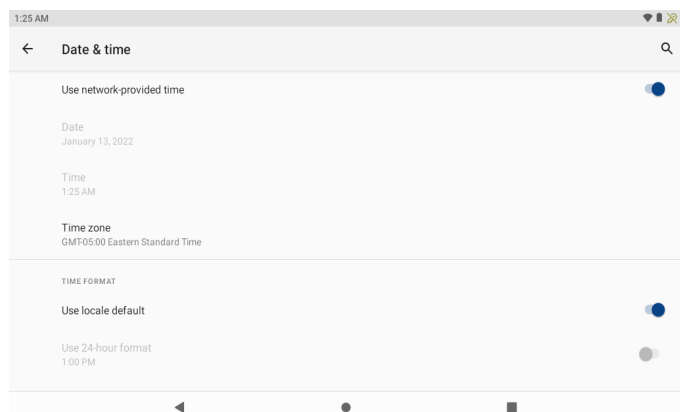 1:25 AM
Date & time
Use network-provided time
Date
January 13, 2022
Time
1:25 AM
Time zone
GMT-05:00 Eastern Standard Time
TIME FORMAT
Use locale default
Use 24-hour format
1:00 PM